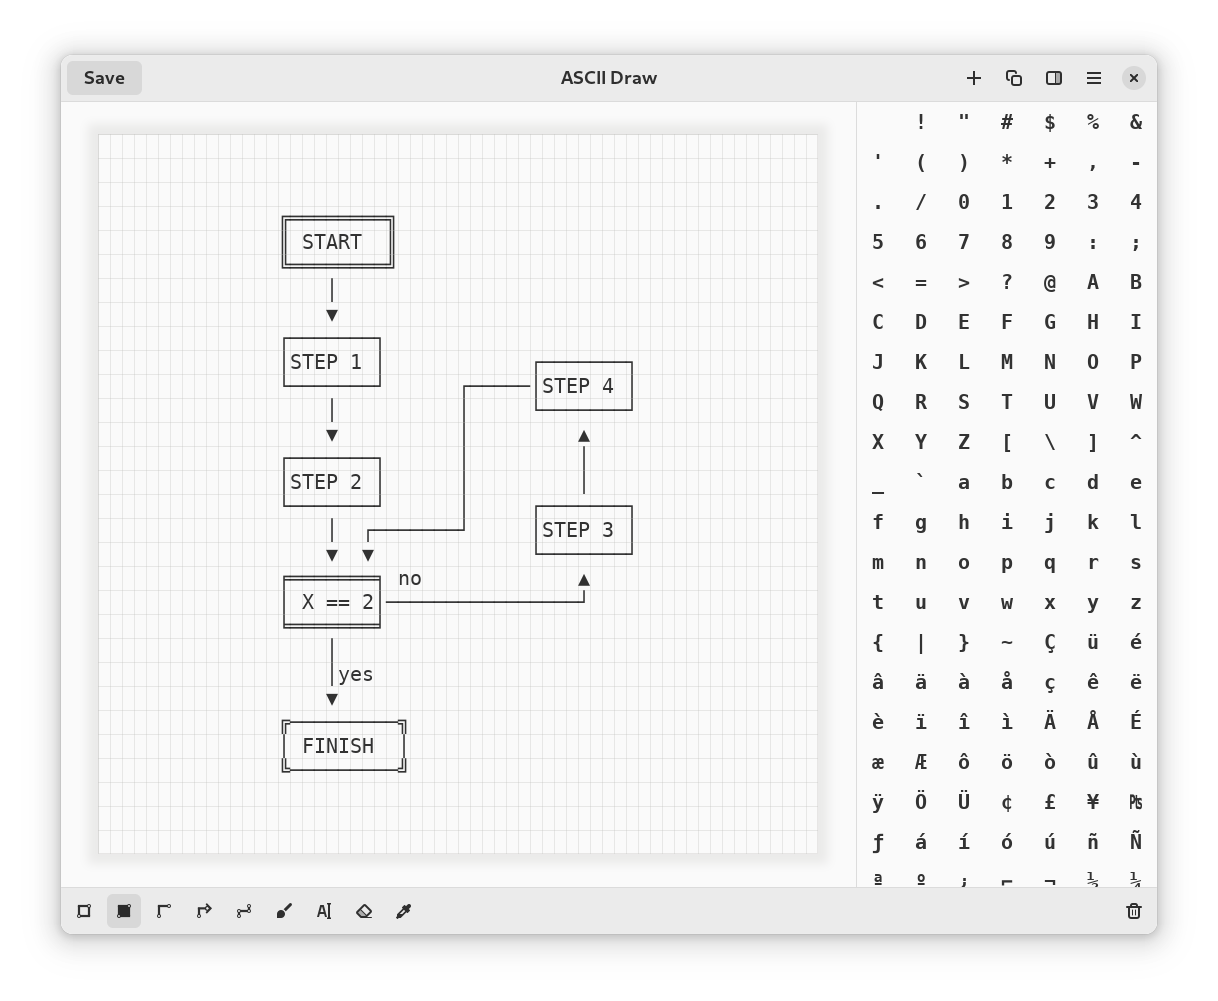 Save
ASCII Draw
START
STEP 1
STEP 4
STEP 2
STEP 3
no
X == 2
yes
FINISH
! " # $ % &
' ( ) * + , -
. / 0 1 2 3 4
5 6 7 8 9 : ;
< = > ? @ A B
C D E F G H I
J K L M N O P
Q R S T U V W
X Y Z [ \ ] ^
_ ` a b c d e
f g h i j k l
m n o p q r s
t u v w x y z
{ | } ~ Ç ü é
â ä à å ç ê ë
è ï î ì Ä Å É
æ Æ ô ö ò û ù
ÿ Ö Ü ¢ £ ¥ ₧
ƒ á í ó ú ñ Ñ
ª º ¿ ⌐ ¬ ½ ¼